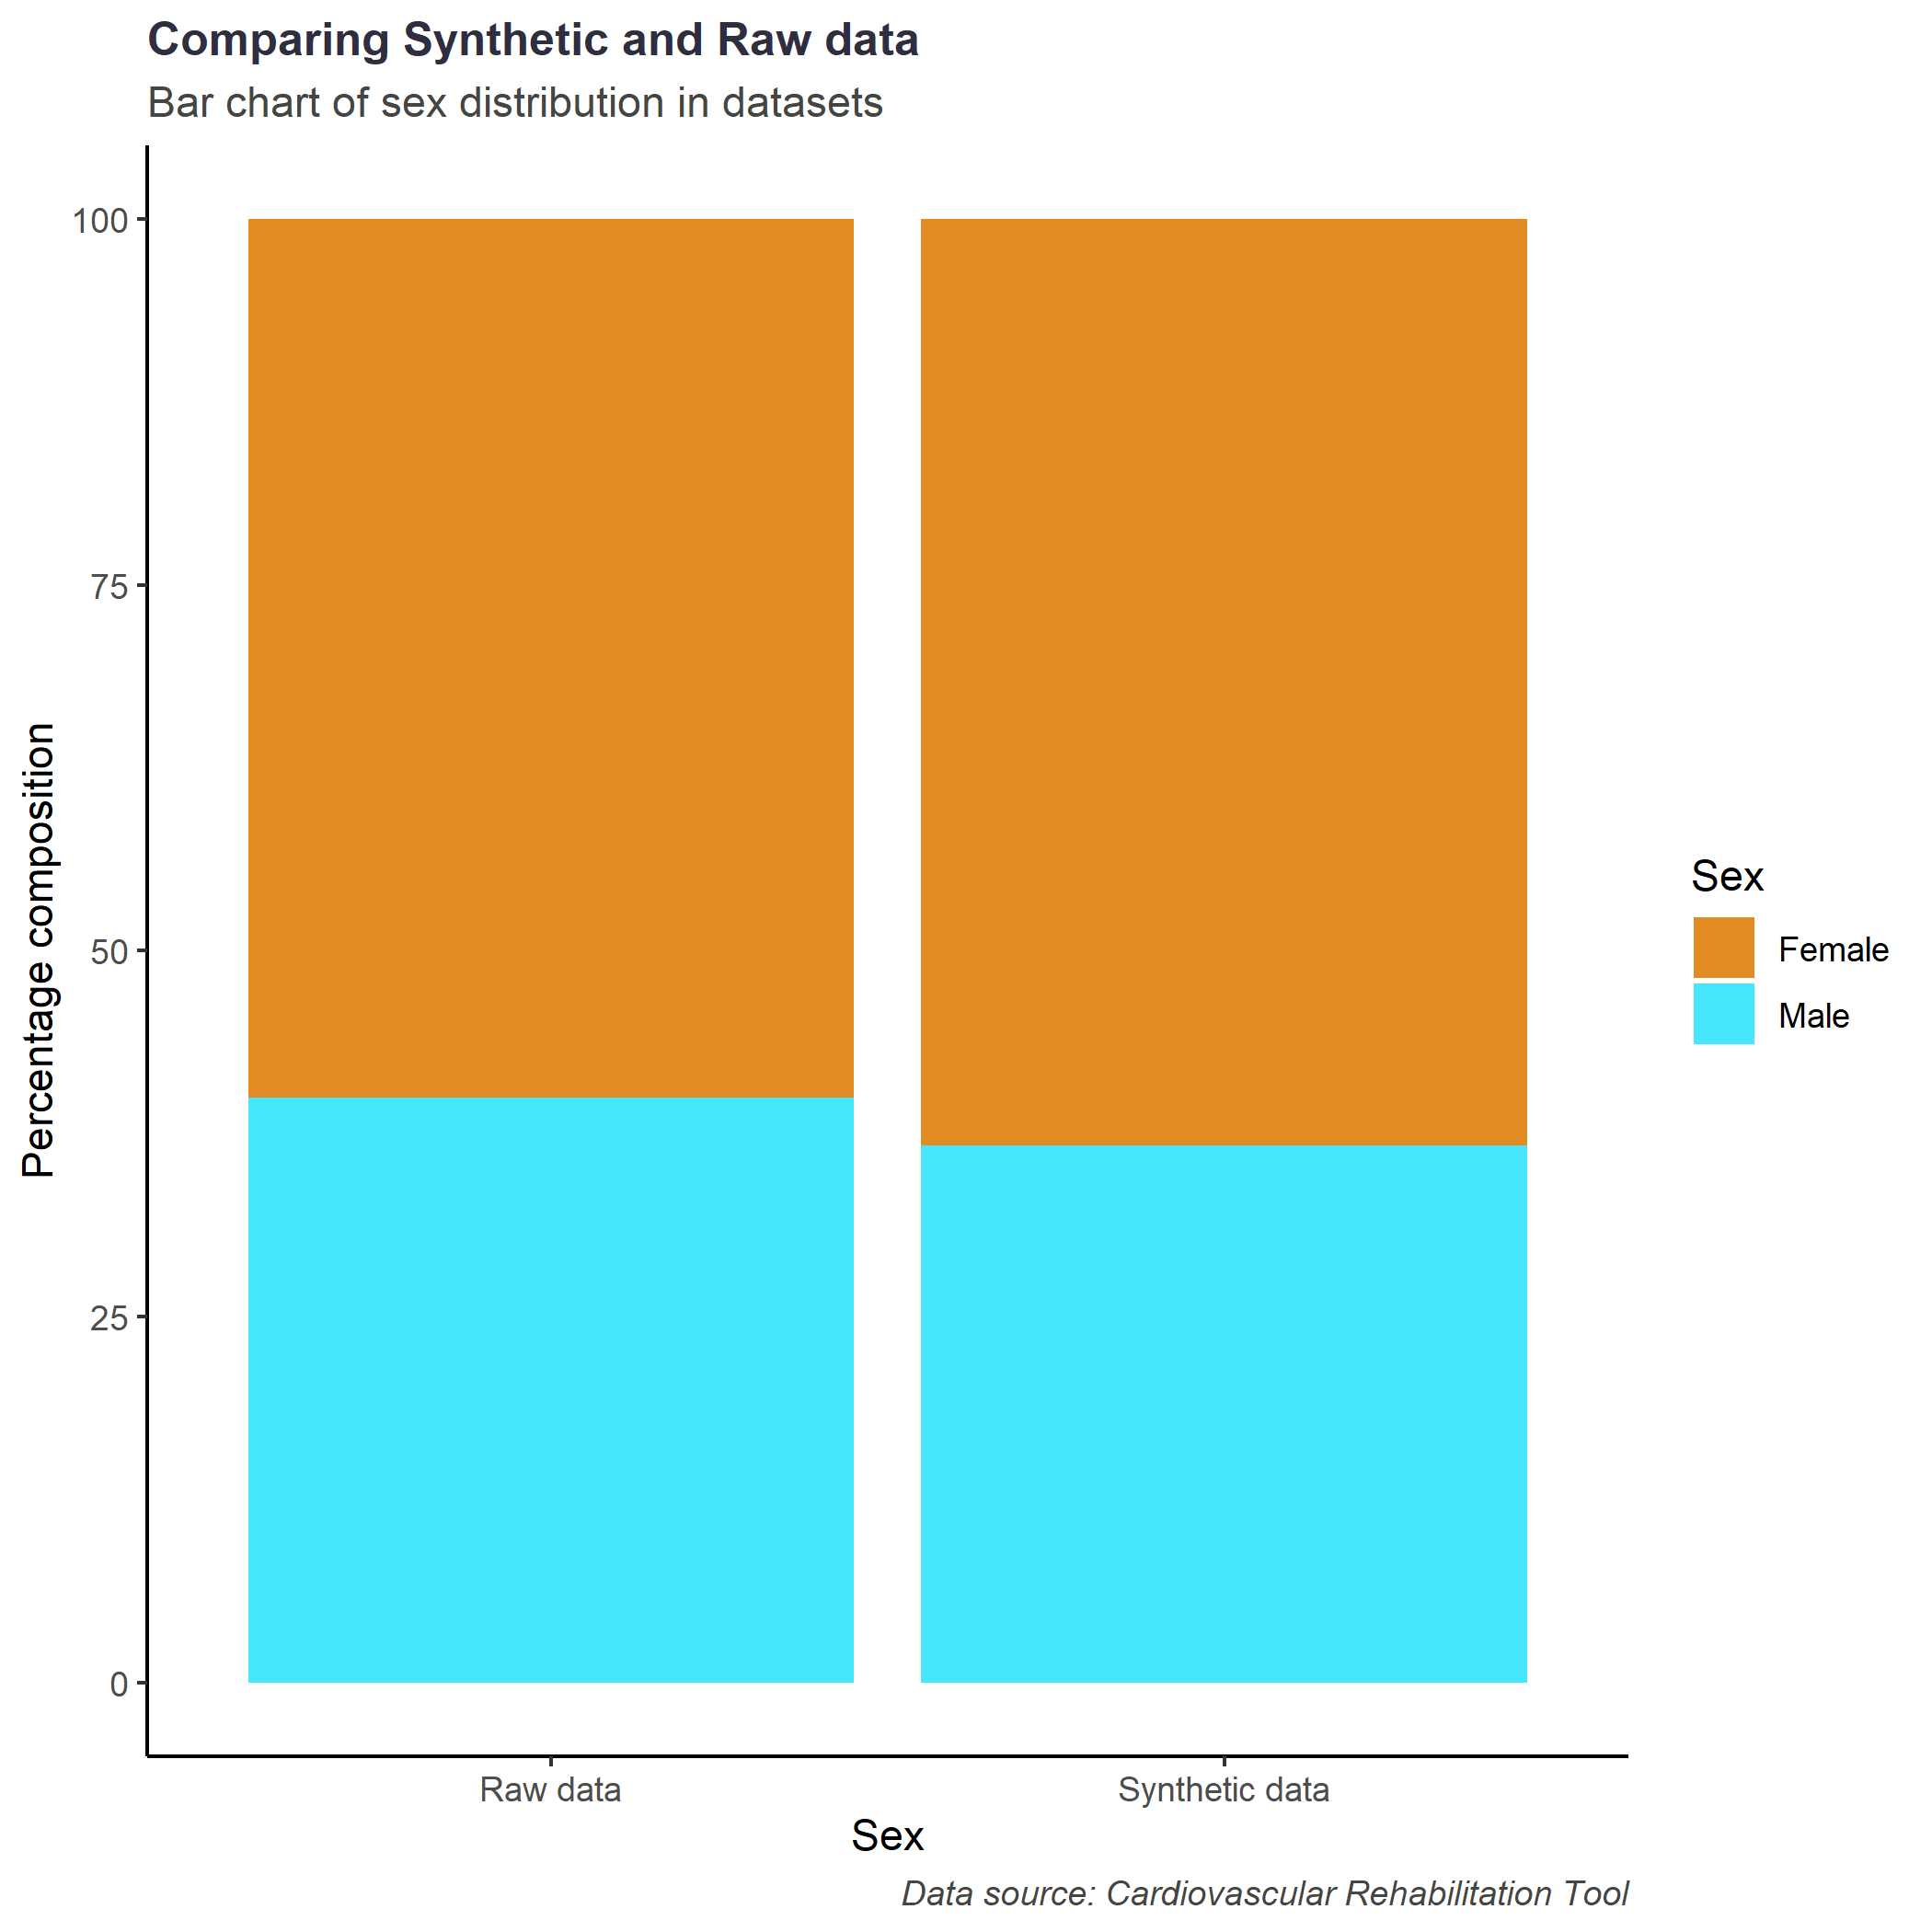 Comparing Synthetic and Raw data
Bar chart of sex distribution in datasets
100
75
50
25
0
Percentage composition
Raw data
Synthetic data
Sex
Sex
Female
Male
Data source: Cardiovascular Rehabilitation Tool